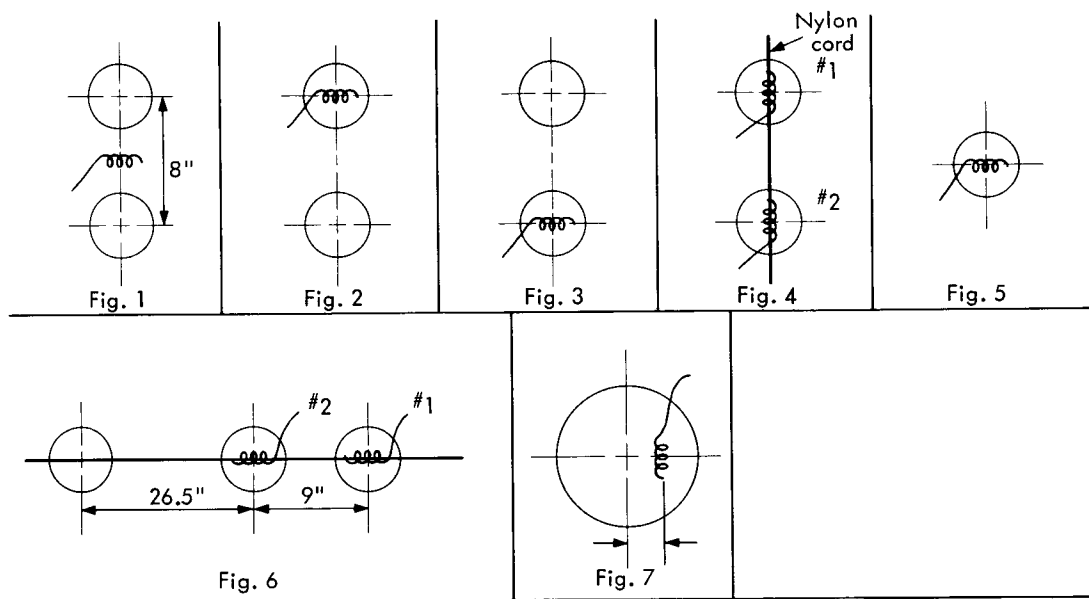 Nylon
cord
#1
8"
#2
Fig. 1
Fig. 2
Fig. 3
Fig. 4
Fig. 5
#2
#1
26.5"
9"
Fig. 6
Fig. 7